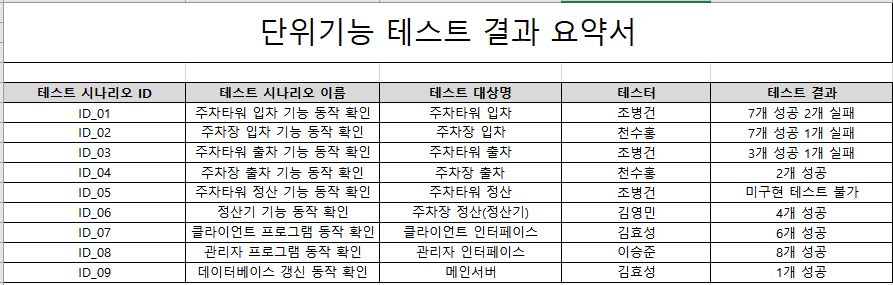 단위기능 테스트 결과 요약서
테스트 시나리오 ID 테스트 시나리오 이름 테스트 대상명 테스터 테스트 결과
ID_01 주차타워 입차 기능 동작 확인 주차타워 입차 조병건 7개 성공 2개 실패
ID_02 주차장 입차 기능 동작 확인 주차장 입차 천수홍 7개 성공 1개 실패
ID_03 주차타워 출차 기능 동작 확인 주차타워 출차 조병건 3개 성공 1개 실패
ID_04 주차장 출차 기능 동작 확인 주차장 출차 천수홍 2개 성공
ID_05 주차타워 정산 기능 동작 확인 주차타워 정산 조병건 미구현 테스트 불가
ID_06 정산기 기능 동작 확인 주차장 정산(정산기) 김영민 4개 성공
ID_07 클라이언트 프로그램 동작 확인 클라이언트 인터페이스 김효성 6개 성공
ID_08 관리자 프로그램 동작 확인 관리자 인터페이스 이승준 8개 성공
ID_09 데이터베이스 갱신 동작 확인 메인서버 김효성 1개 성공